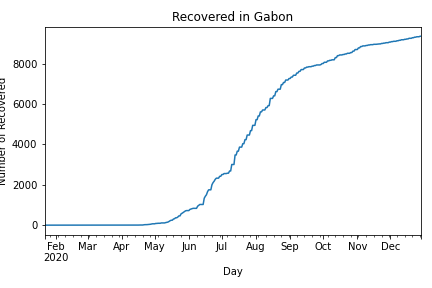 Recovered in Gabon
Number of Recovered
8000
6000
4000
2000
0
Feb Mar Apr May Jun Jul Aug Sep Oct Nov Dec
2020
Day